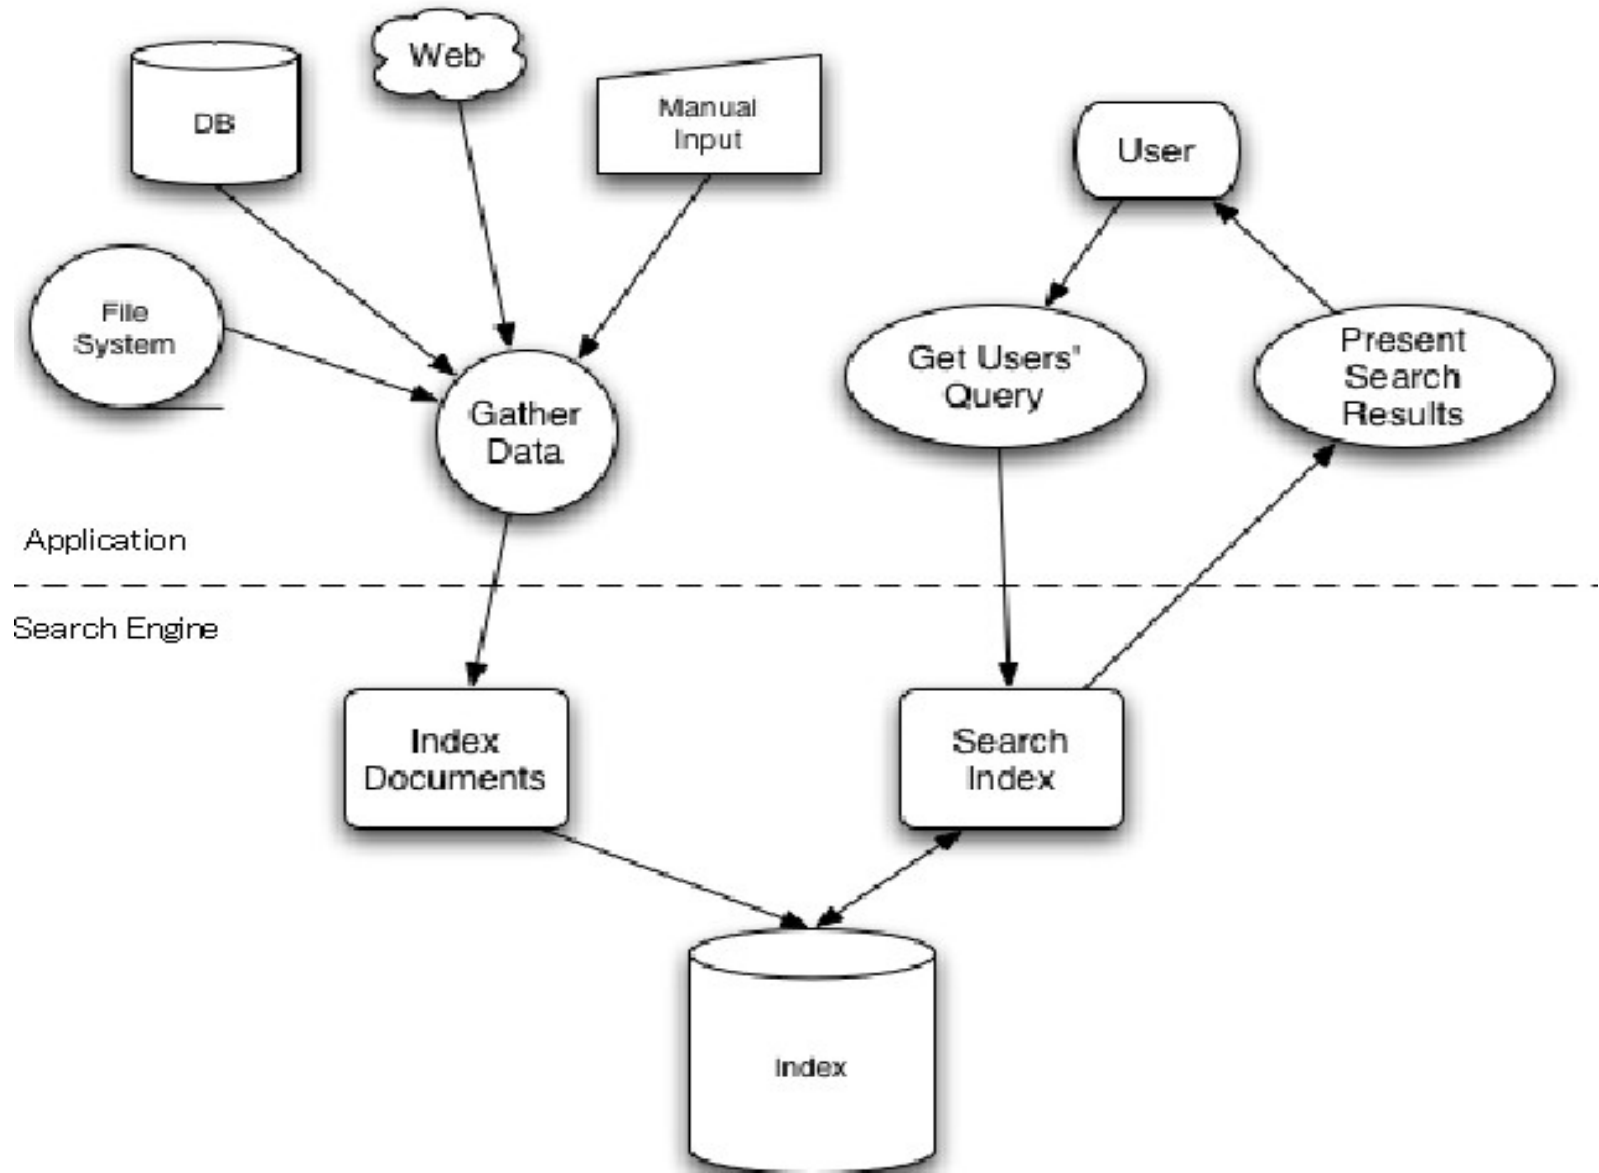 Web
DB
Manual
Input
User
File
System
Get Users'
Query
Present
Search
Results
Gather
Data
Application
Search Engine
Index
Documents
Search
Index
Index